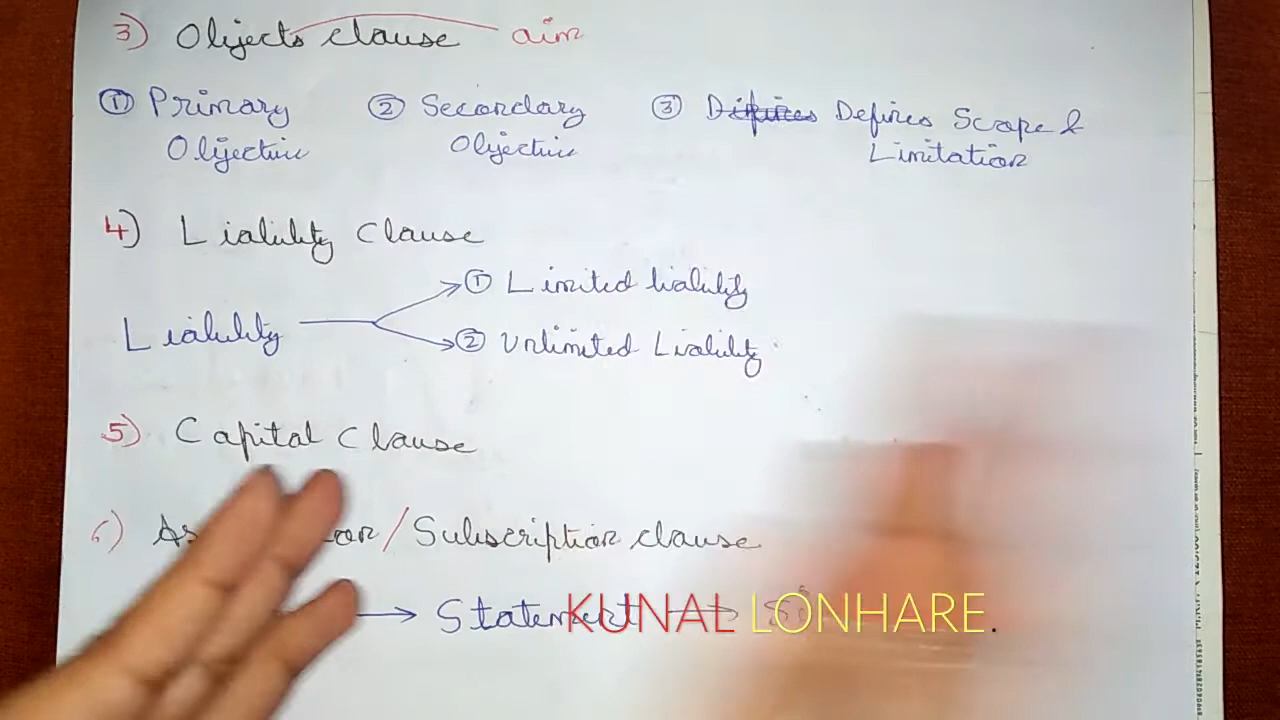 3) Objects clause aim
① Primary Objective
② Secondary Objective
③ Defines Scope & Limitation
4) Liability Clause
Liability
① Limited liability
② Unlimited Liability
5) Capital Clause
6) /Subscription clause
→ Statement →
KUNAL LONHARE.